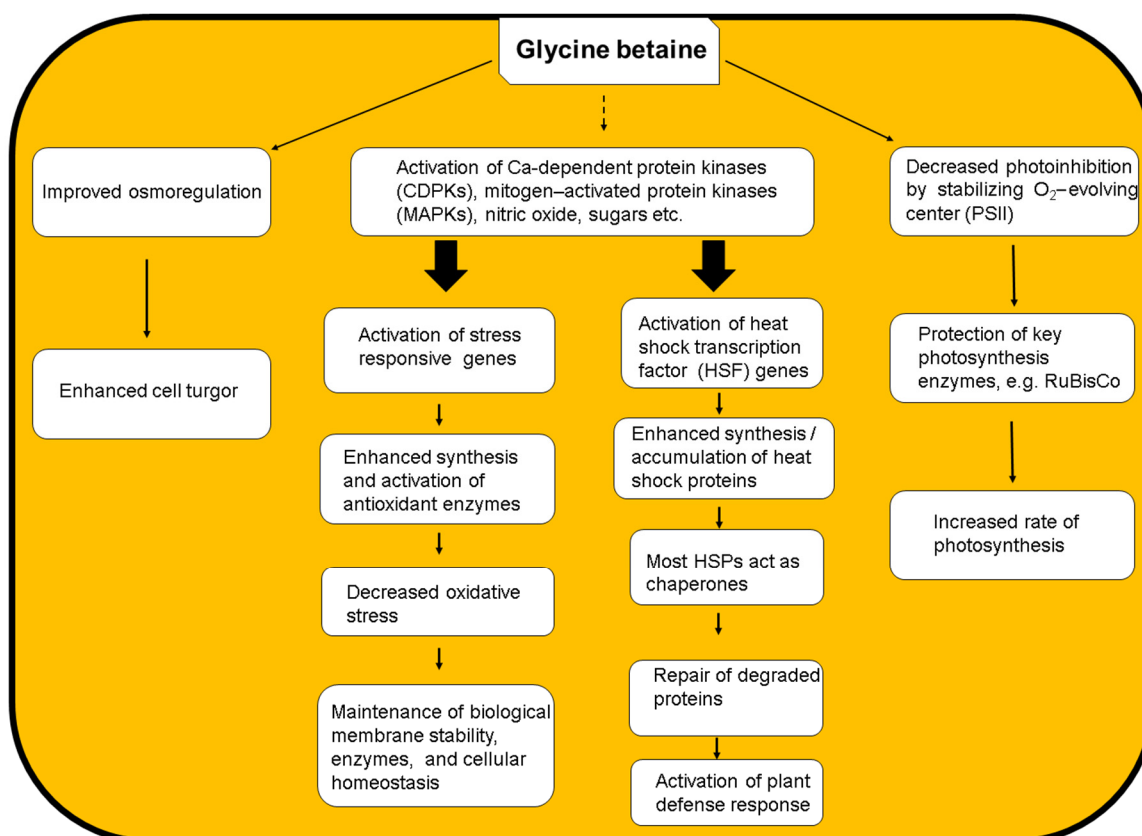 Glycine betaine
Improved osmoregulation
Enhanced cell turgor
Activation of Ca-dependent protein kinases
(CDPKs), mitogen–activated protein kinases
(MAPKs), nitric oxide, sugars etc.
Activation of stress
responsive genes
Enhanced synthesis
and activation of
antioxidant enzymes
Decreased oxidative
stress
Maintenance of biological
membrane stability,
enzymes, and cellular
homeostasis
Activation of heat
shock transcription
factor (HSF) genes
Enhanced synthesis /
accumulation of heat
shock proteins
Most HSPs act as
chaperones
Repair of degraded
proteins
Activation of plant
defense response
Decreased photoinhibition
by stabilizing O₂–evolving
center (PSII)
Protection of key
photosynthesis
enzymes, e.g. RuBisCo
Increased rate of
photosynthesis